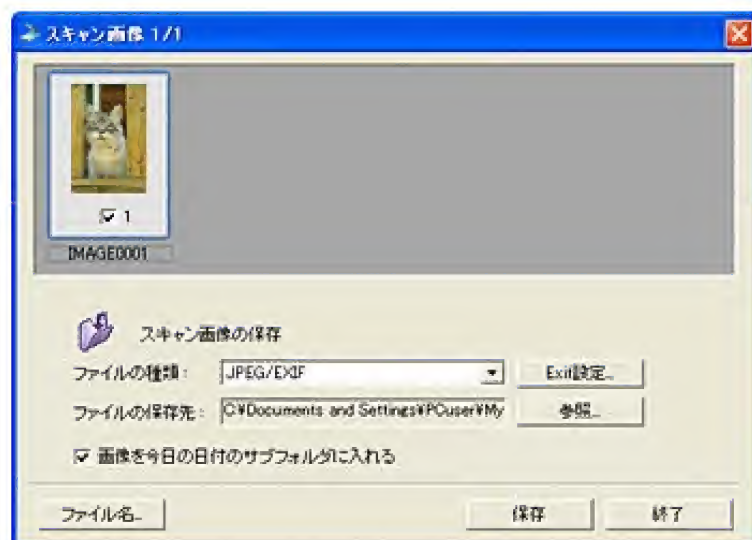 スキャン画像 1/1
1
IMAGE0001
スキャン画像の保存
ファイルの種類: JPEG/EXIF Exif設定...
ファイルの保存先: C¥Documents and Settings¥PCuser¥My 参照...
画像を今日の日付のサブフォルダに入れる
ファイル名... 保存 終了